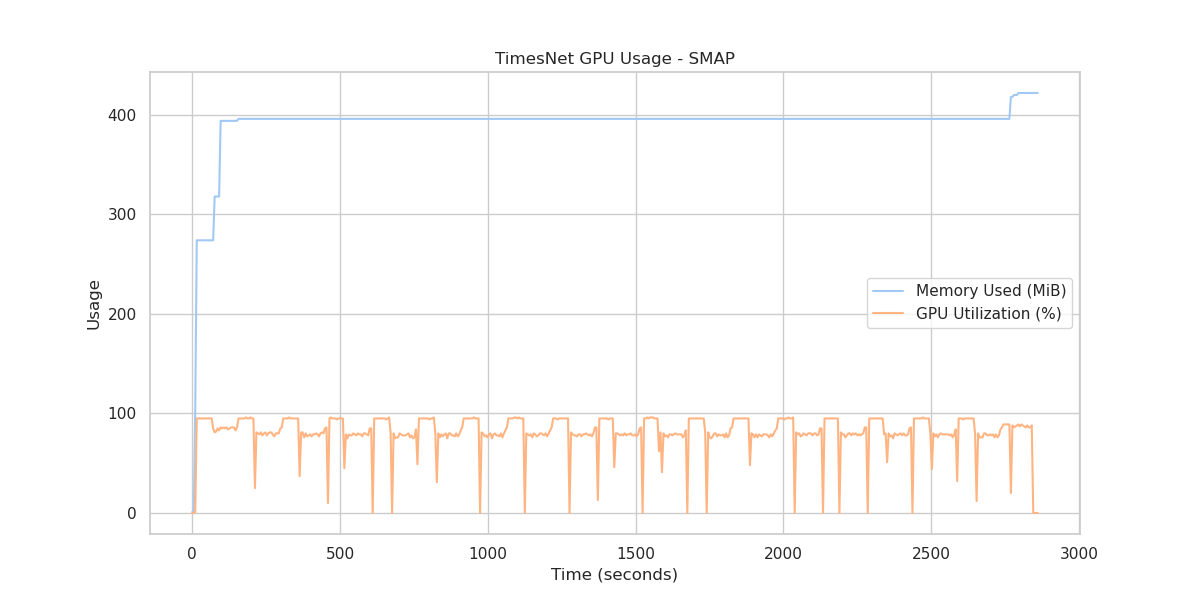 TimesNet GPU Usage - SMAP
400
300
200
100
0
Usage
Memory Used (MiB)
GPU Utilization (%)
0 500 1000 1500 2000 2500 3000
Time (seconds)